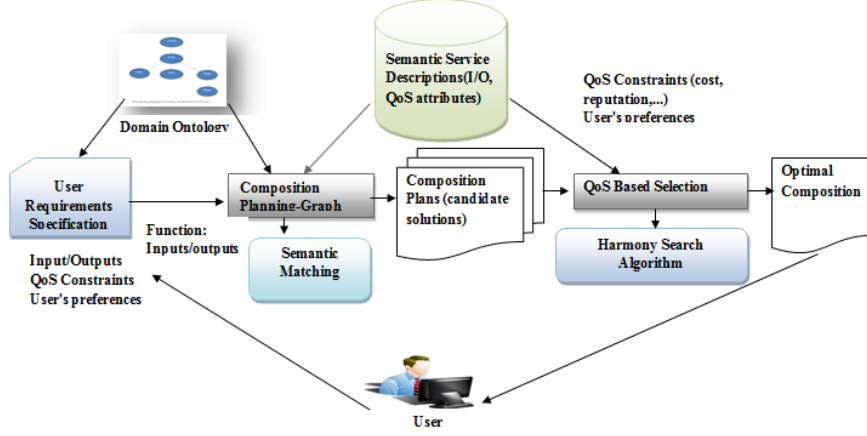 Semantic Service
Descriptions(I/O,
QoS attributes)
QoS Constraints (cost,
reputation,...)
User's preferences
Domain Ontology
User
Requirements
Specification
Composition
Planning-Graph
Composition
Plans (candidate
solutions)
QoS Based Selection
Optimal
Composition
Function:
Inputs/outputs
Semantic
Matching
Harmony Search
Algorithm
Input/Outputs
QoS Constraints
User's preferences
User